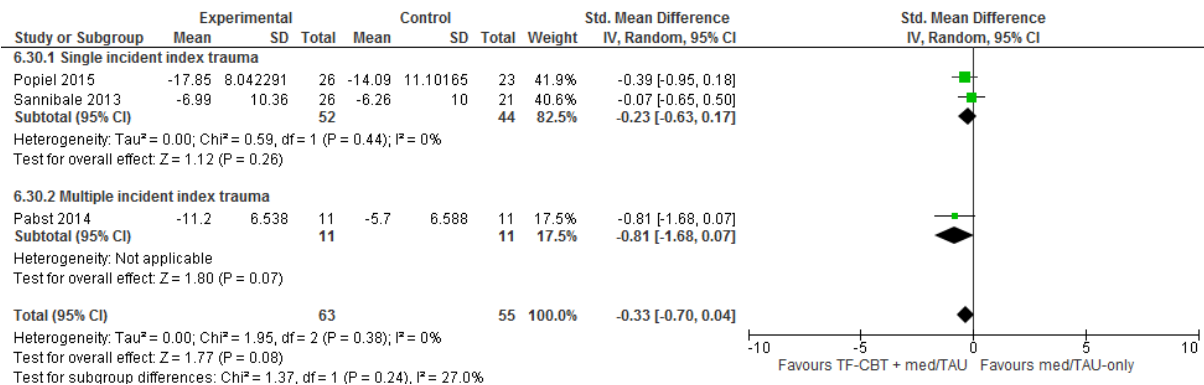 Experimental Control Std. Mean Difference Std. Mean Difference
Study or Subgroup Mean SD Total Mean SD Total Weight IV, Random, 95% CI IV, Random, 95% CI
6.30.1 Single incident index trauma
Popiel 2015 -17.85 8.042291 26 -14.09 11.10165 23 41.9% -0.39 [-0.95, 0.18]
Sannibale 2013 -6.99 10.36 26 -6.26 10 21 40.6% -0.07 [-0.65, 0.50]
Subtotal (95% CI) 52 44 82.5% -0.23 [-0.63, 0.17]
Heterogeneity: Tau² = 0.00; Chi² = 0.59, df = 1 (P = 0.44); I² = 0%
Test for overall effect: Z = 1.12 (P = 0.26)
6.30.2 Multiple incident index trauma
Pabst 2014 -11.2 6.538 11 -5.7 6.588 11 17.5% -0.81 [-1.68, 0.07]
Subtotal (95% CI) 11 11 17.5% -0.81 [-1.68, 0.07]
Heterogeneity: Not applicable
Test for overall effect: Z = 1.80 (P = 0.07)
Total (95% CI) 63 55 100.0% -0.33 [-0.70, 0.04]
Heterogeneity: Tau² = 0.00; Chi² = 1.95, df = 2 (P = 0.38); I² = 0%
Test for overall effect: Z = 1.77 (P = 0.08)
Test for subgroup differences: Chi² = 1.37, df = 1 (P = 0.24), I² = 27.0%
-10 -5 0 5 10
Favours TF-CBT + med/TAU Favours med/TAU-only